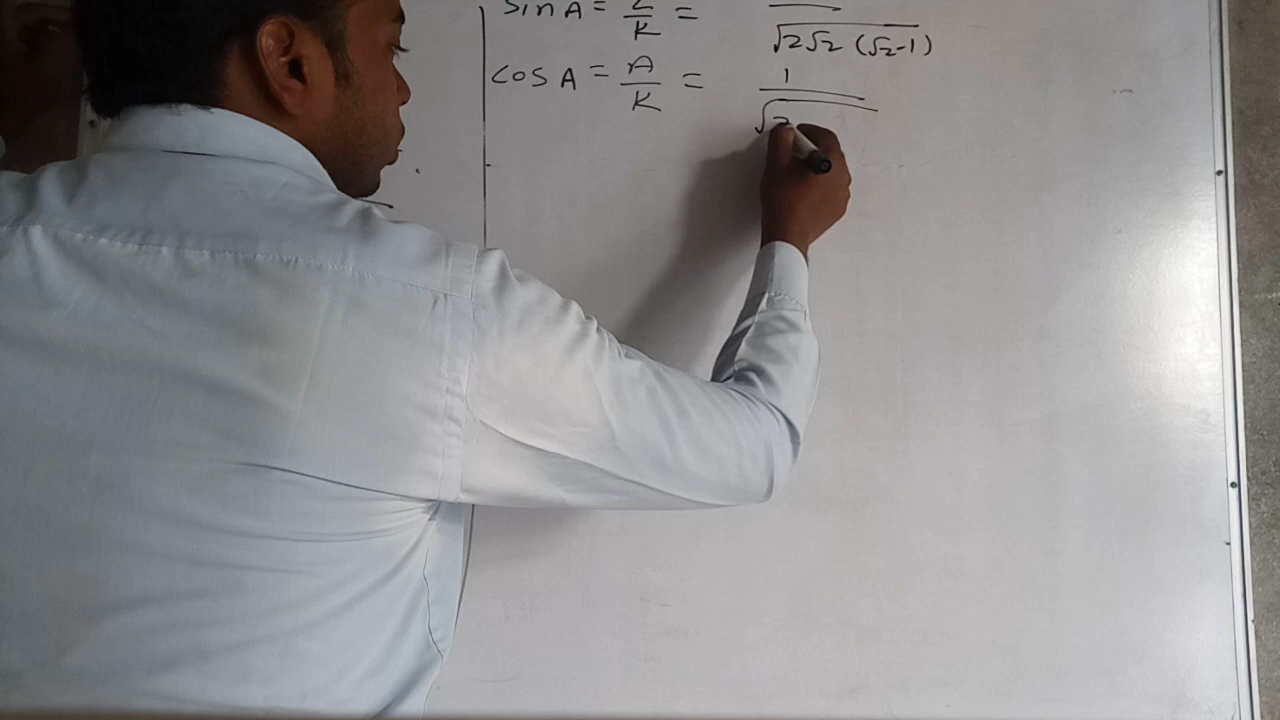 sin A = L/K =
√2√2 (√2-1)
cos A = A/K = 1/√2